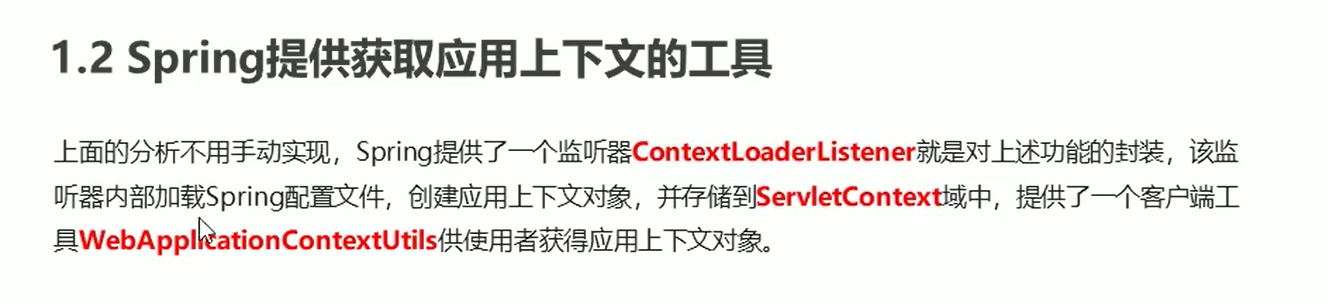 1.2 Spring提供获取应用上下文的工具
上面的分析不用手动实现，Spring提供了一个监听器ContextLoaderListener就是对上述功能的封装，该监
听器内部加载Spring配置文件，创建应用上下文对象，并存储到ServletContext域中，提供了一个客户端工
具WebApplicationContextUtils供使用者获得应用上下文对象。